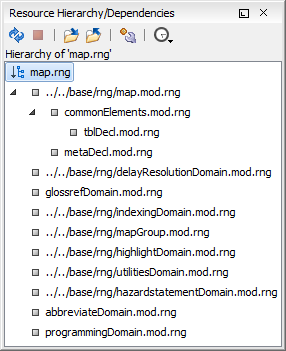 Resource Hierarchy/Dependencies
Hierarchy of 'map.rng'
map.rng
../../base/rng/map.mod.rng
commonElements.mod.rng
tblDecl.mod.rng
metaDecl.mod.rng
../../base/rng/delayResolutionDomain.mod.rng
glossrefDomain.mod.rng
../../base/rng/indexingDomain.mod.rng
../../base/rng/mapGroup.mod.rng
../../base/rng/highlightDomain.mod.rng
../../base/rng/utilitiesDomain.mod.rng
../../base/rng/hazardstatementDomain.mod.rng
abbreviateDomain.mod.rng
programmingDomain.mod.rng